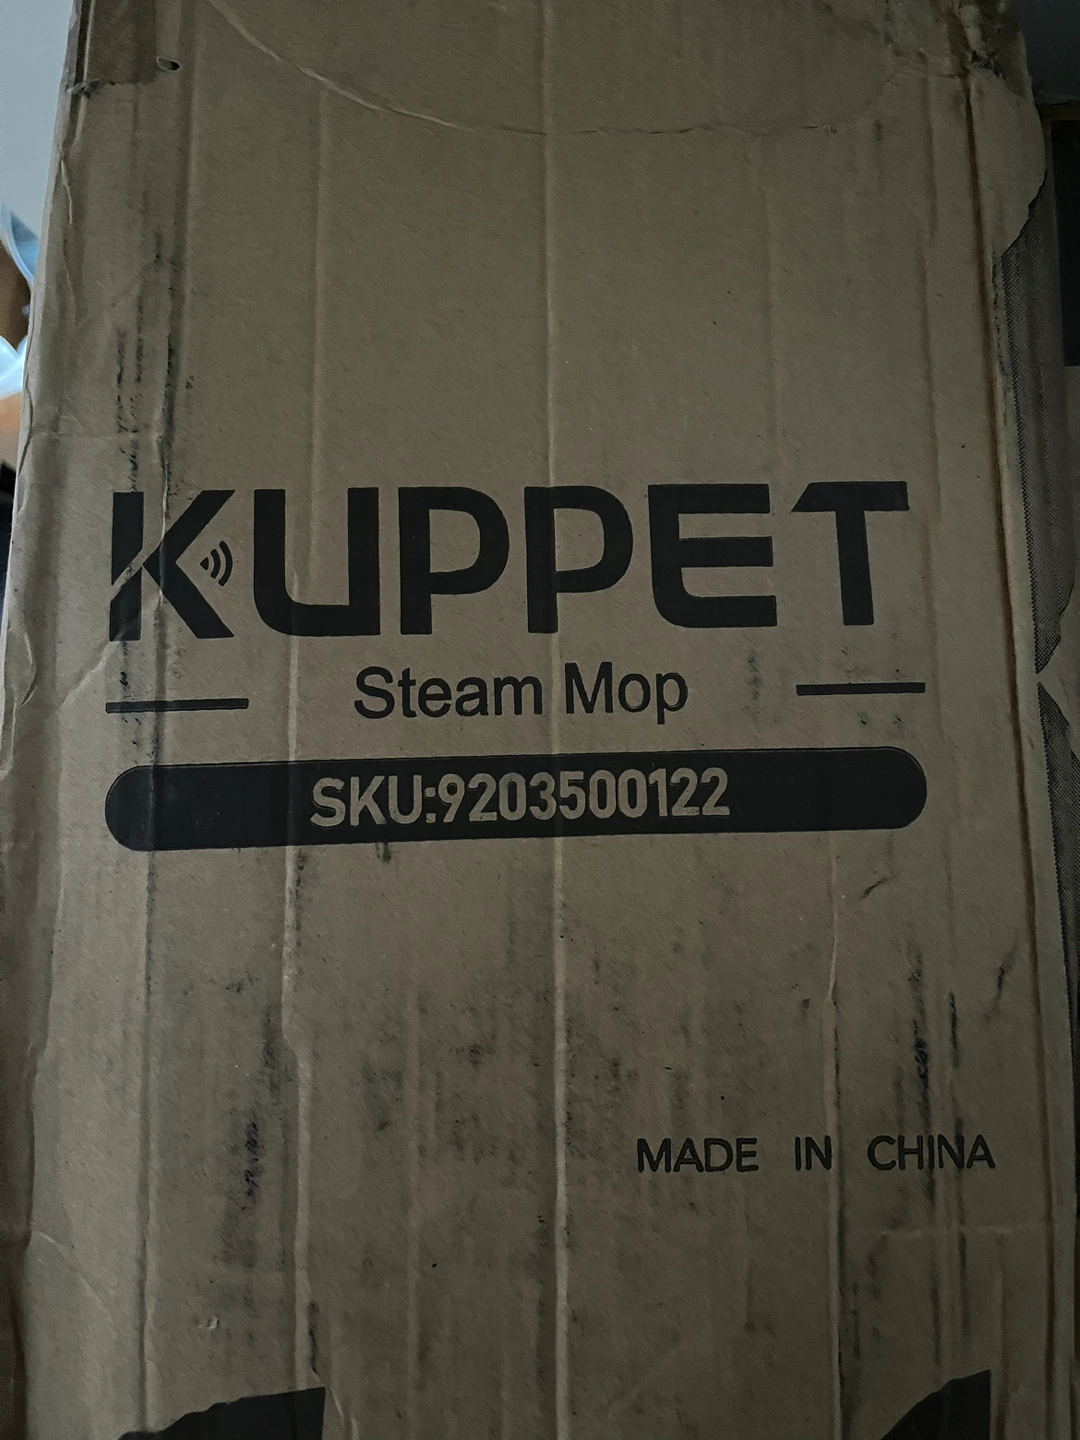 KUPPET
Steam Mop
SKU:9203500122
MADE IN CHINA